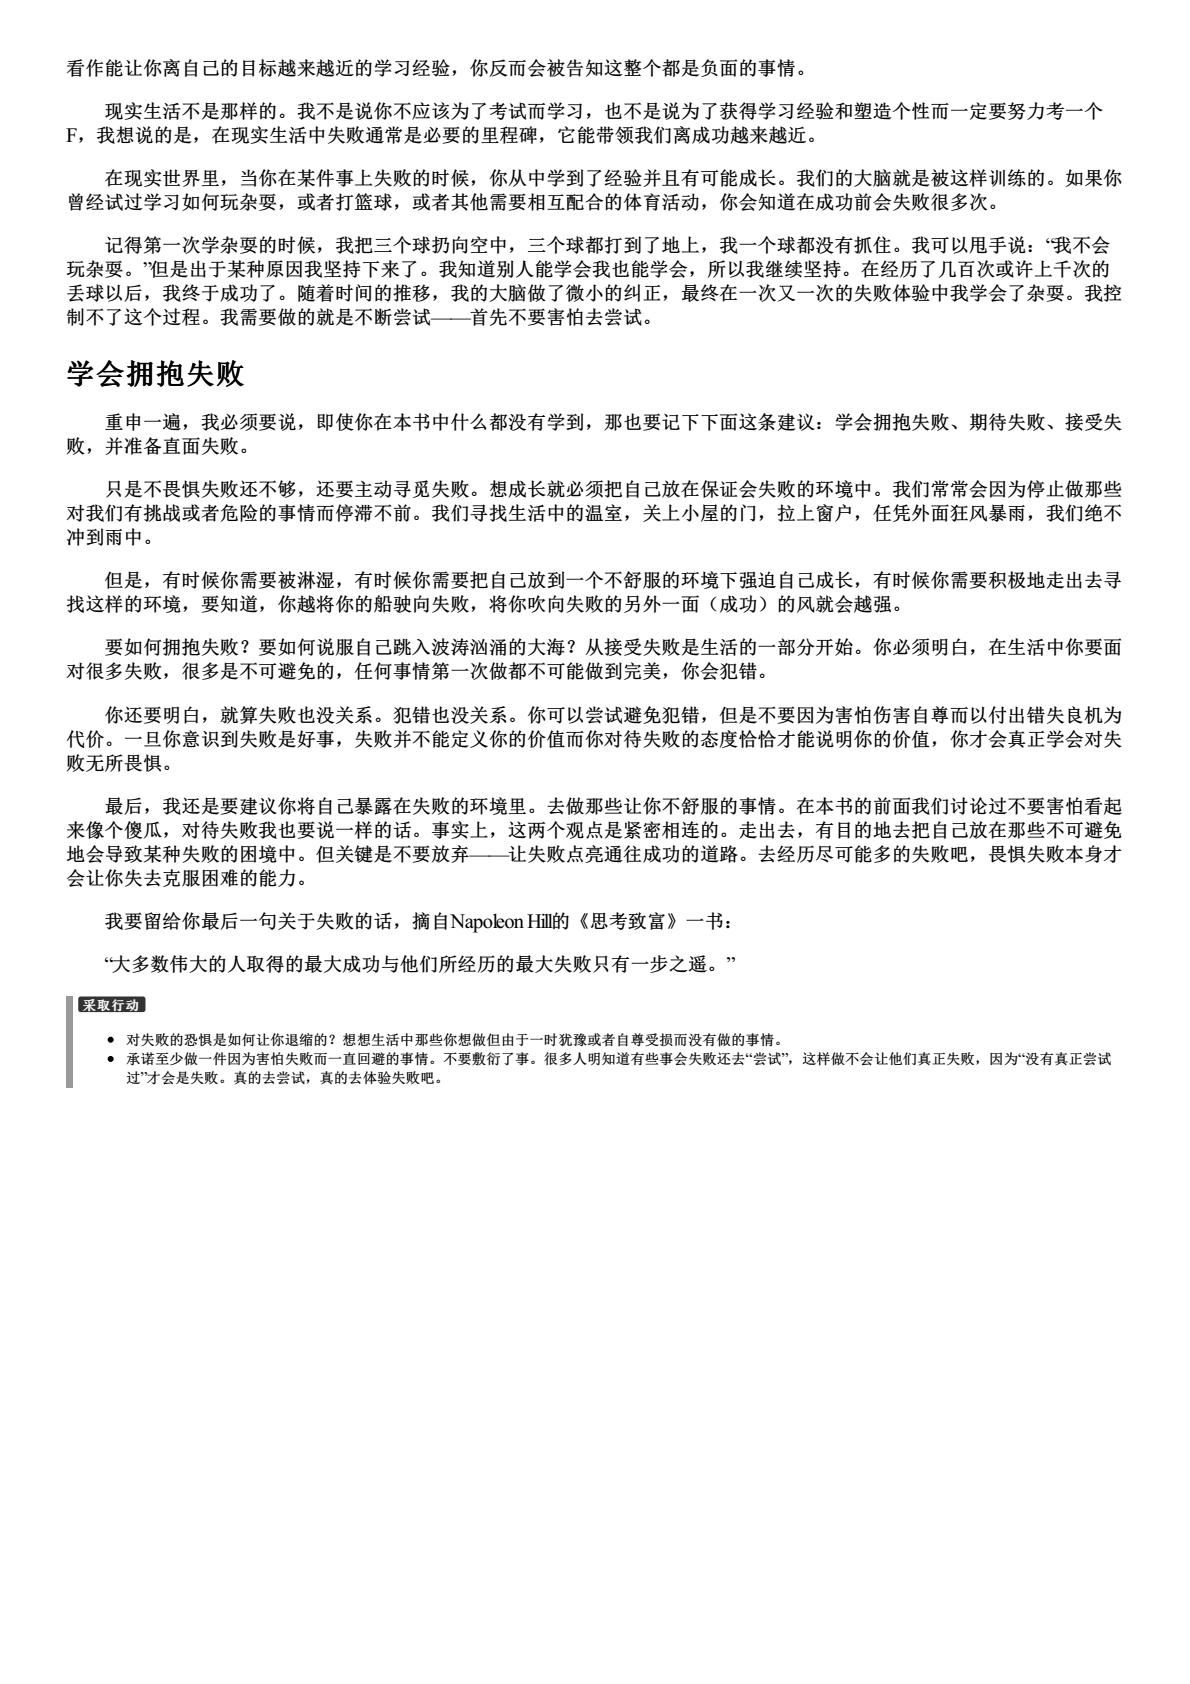 看作能让你离自己的目标越来越近的学习经验，你反而会被告知这整个都是负面的事情。
现实生活不是那样的。我不是说你不应该为了考试而学习，也不是说为了获得学习经验和塑造个性而一定要努力考一个
F，我想说的是，在现实生活中失败通常是必要的里程碑，它能带领我们离成功越来越近。
在现实世界里，当你在某件事上失败的时候，你从中学到了经验并且有可能成长。我们的大脑就是被这样训练的。如果你
曾经试过学习如何玩杂耍，或者打篮球，或者其他需要相互配合的体育活动，你会知道在成功前会失败很多次。
记得第一次学杂耍的时候，我把三个球扔向空中，三个球都打到了地上，我一个球都没有抓住。我可以甩手说：“我不会
玩杂耍。”但是出于某种原因我坚持下来了。我知道别人能学会我也能学会，所以我继续坚持。在经历了几百次或许上千次的
丢球以后，我终于成功了。随着时间的推移，我的大脑做了微小的纠正，最终在一次又一次的失败体验中我学会了杂耍。我控
制不了这个过程。我需要做的就是不断尝试——首先不要害怕去尝试。
学会拥抱失败
重申一遍，我必须要说，即使你在本书中什么都没有学到，那也要记下下面这条建议：学会拥抱失败、期待失败、接受失
败，并准备直面失败。
只是不畏惧失败还不够，还要主动寻觅失败。想成长就必须把自己放在保证会失败的环境中。我们常常会因为停止做那些
对我们有挑战或者危险的事情而停滞不前。我们寻找生活中的温室，关上小屋的门，拉上窗户，任凭外面狂风暴雨，我们绝不
冲到雨中。
但是，有时候你需要被淋湿，有时候你需要把自己放到一个不舒服的环境下强迫自己成长，有时候你需要积极地走出去寻
找这样的环境，要知道，你越将你的船驶向失败，将你吹向失败的另外一面（成功）的风就会越强。
要如何拥抱失败？要如何说服自己跳入波涛汹涌的大海？从接受失败是生活的一部分开始。你必须明白，在生活中你要面
对很多失败，很多是不可避免的，任何事情第一次做都不可能做到完美，你会犯错。
你还要明白，就算失败也没关系。犯错也没关系。你可以尝试避免犯错，但是不要因为害怕伤害自尊而以付出错失良机为
代价。一旦你意识到失败是好事，失败并不能定义你的价值而你对待失败的态度恰恰才能说明你的价值，你才会真正学会对失
败无所畏惧。
最后，我还是要建议你将自己暴露在失败的环境里。去做那些让你不舒服的事情。在本书的前面我们讨论过不要害怕看起
来像个傻瓜，对待失败我也要说一样的话。事实上，这两个观点是紧密相连的。走出去，有目的地去把自己放在那些不可避免
地会导致某种失败的困境中。但关键是不要放弃——让失败点亮通往成功的道路。去经历尽可能多的失败吧，畏惧失败本身才
会让你失去克服困难的能力。
我要留给你最后一句关于失败的话，摘自Napoleon Hill的《思考致富》一书：
“大多数伟大的人取得的最大成功与他们所经历的最大失败只有一步之遥。”
采取行动
● 对失败的恐惧是如何让你退缩的？想想生活中那些你想做但由于一时犹豫或者自尊受损而没有做的事情。
● 承诺至少做一件因为害怕失败而一直回避的事情。不要敷衍了事。很多人明知道有些事会失败还去“尝试”，这样做不会让他们真正失败，因为“没有真正尝试
过”才会是失败。真的去尝试，真的去体验失败吧。